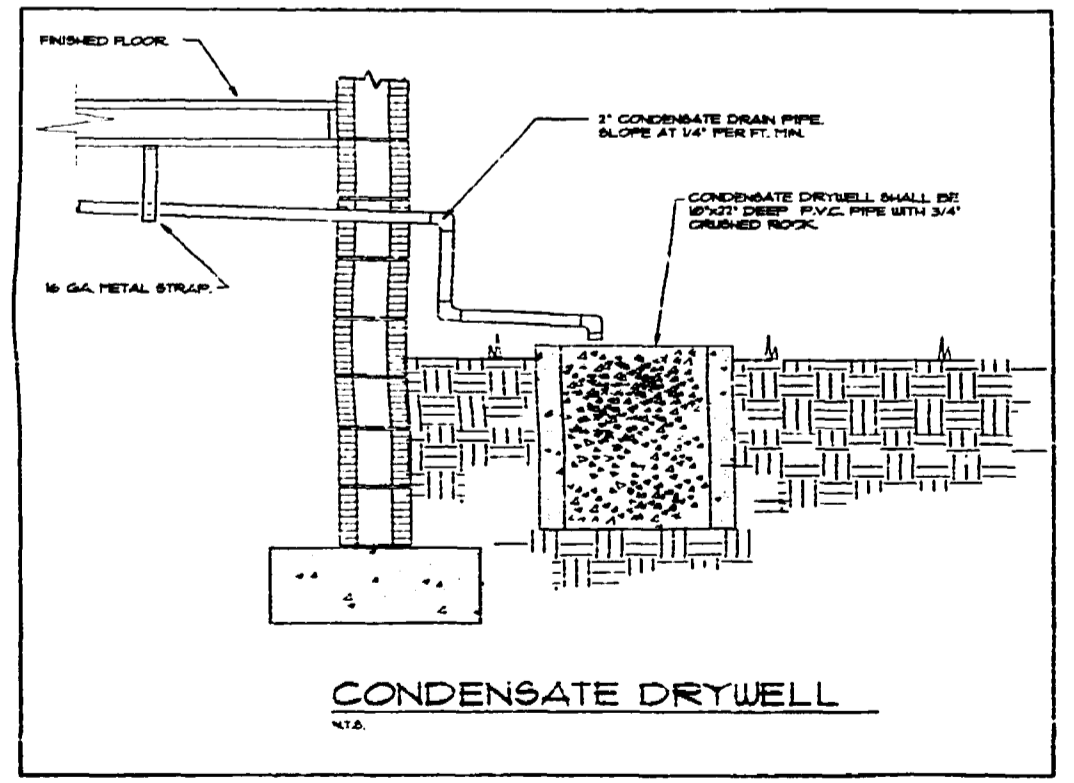 FINISHED FLOOR
2" CONDENSATE DRAIN PIPE.
SLOPE AT 1/4" PER FT. MIN.
CONDENSATE DRYWELL SHALL BE
DEEP P.V.C. PIPE WITH 3/4"
CRUSHED ROCK.
16 GA. METAL STRAP.
CONDENSATE DRYWELL
N.T.S.